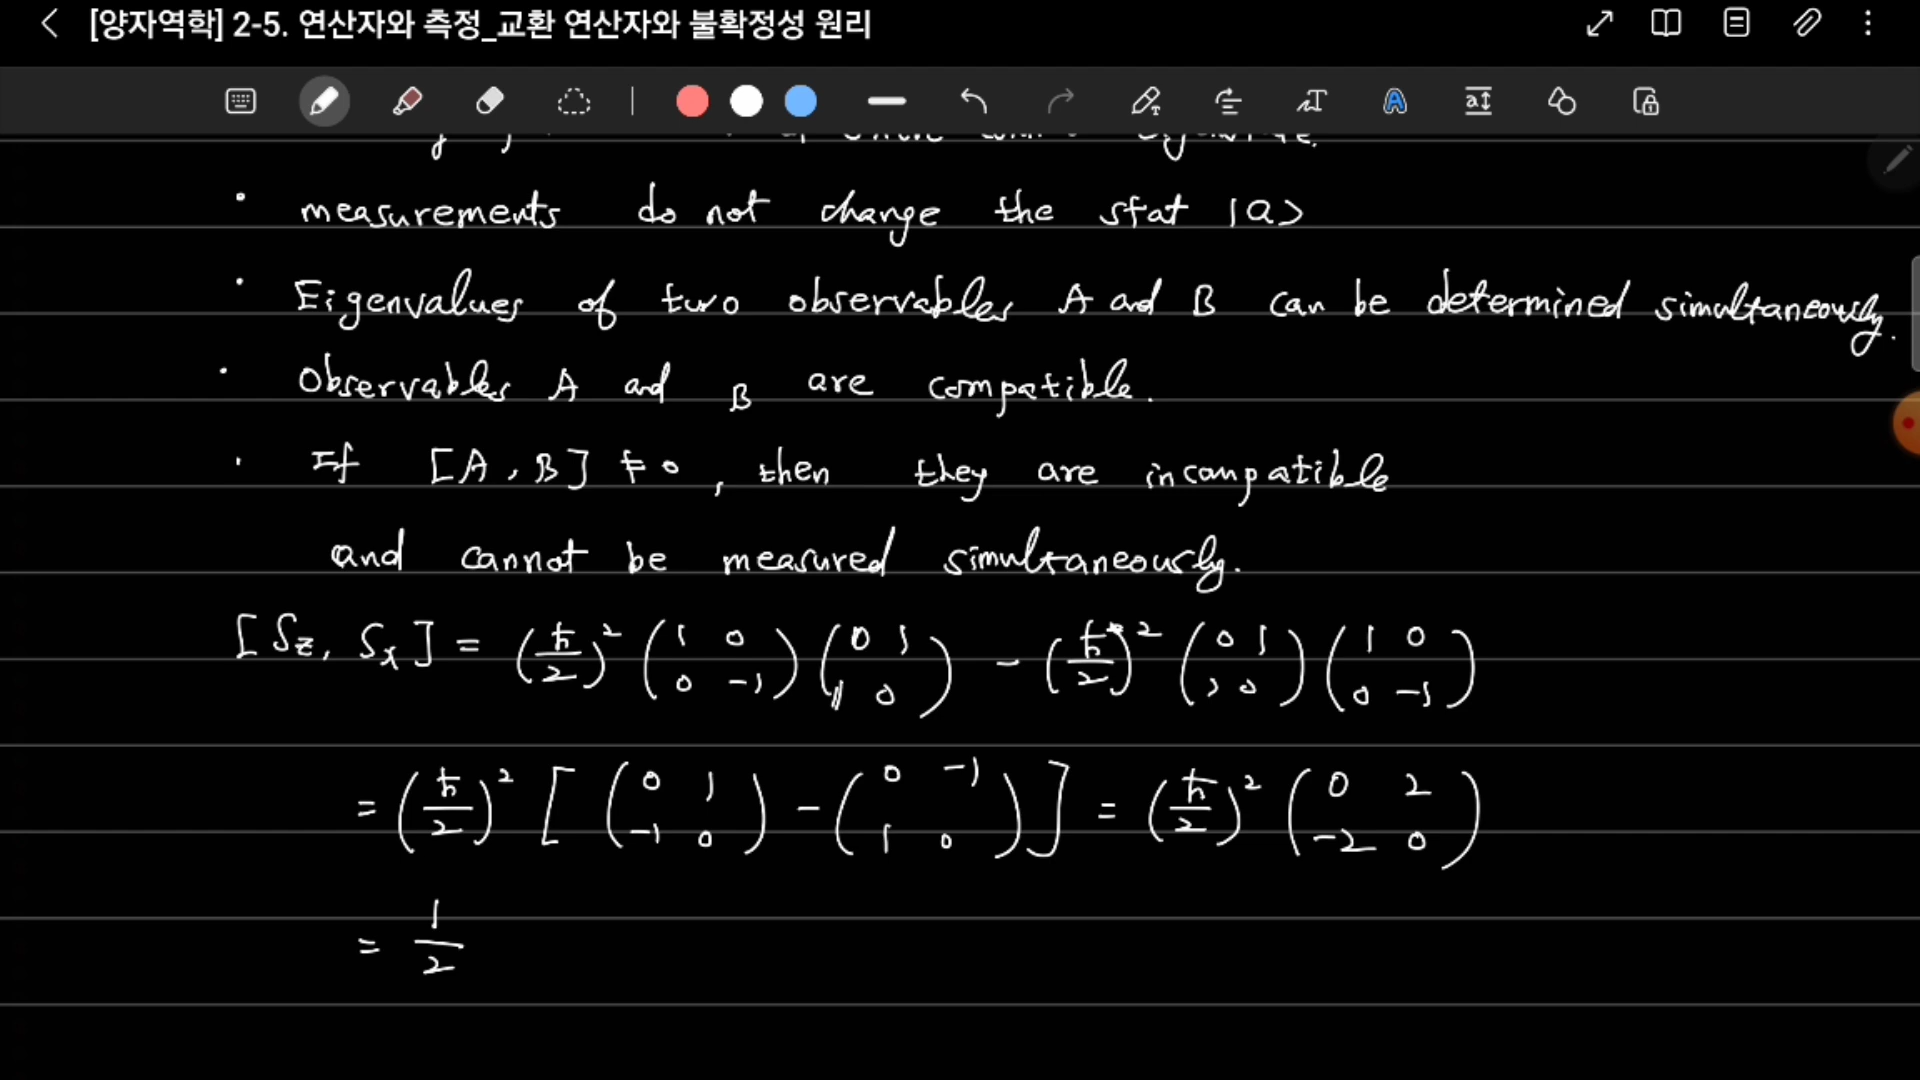 [양자역학] 2-5. 연산자와 측정_교환 연산자와 불확정성 원리
· measurements do not change the stat |a>
· Eigenvalues of two observables A and B can be determined simultaneously.
· Observables A and B are compatible.
· If [A, B] ≠ 0, then they are incompatible
and cannot be measured simultaneously.
[Sz, Sx] = (ħ/2)² (1 0; 0 -1)(0 1; 1 0) - (ħ/2)² (0 1; 1 0)(1 0; 0 -1)
= (ħ/2)² [(0 1; -1 0) - (0 -1; 1 0)] = (ħ/2)² (0 2; -2 0)
= 1/2